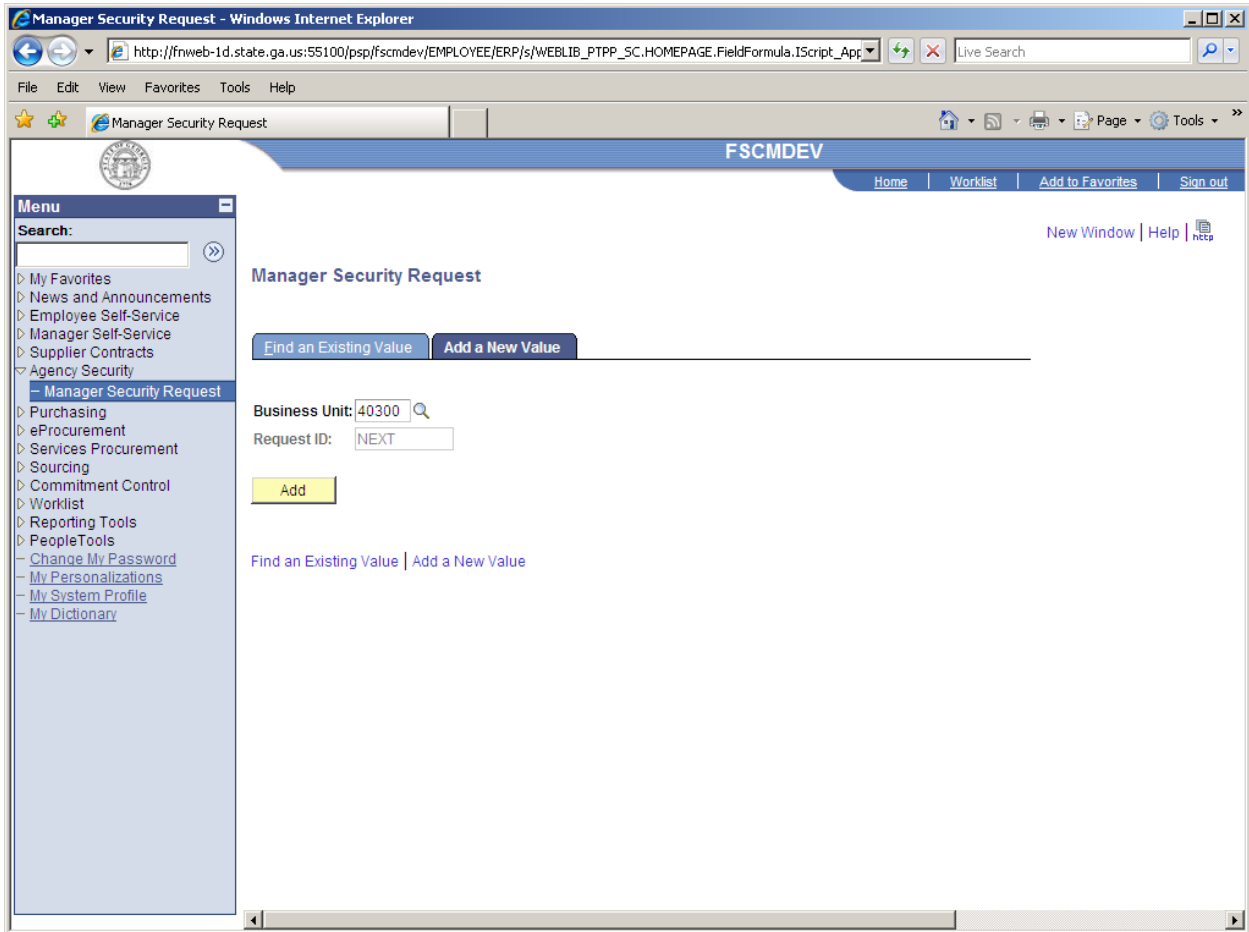 Manager Security Request - Windows Internet Explorer
http://fnweb-1d.state.ga.us:55100/psp/fscmdev/EMPLOYEE/ERP/s/WEBLIB_PTPP_SC.HOMEPAGE.FieldFormula.IScript_App
Live Search
File Edit View Favorites Tools Help
Manager Security Request
Page Tools »
FSCMDEV
Home | Worklist | Add to Favorites | Sign out
Menu
Search:
New Window | Help | http
My Favorites
News and Announcements
Employee Self-Service
Manager Self-Service
Supplier Contracts
Agency Security
– Manager Security Request
Purchasing
eProcurement
Services Procurement
Sourcing
Commitment Control
Worklist
Reporting Tools
PeopleTools
– Change My Password
– My Personalizations
– My System Profile
– My Dictionary
Manager Security Request
Find an Existing Value Add a New Value
Business Unit: 40300
Request ID: NEXT
Add
Find an Existing Value | Add a New Value